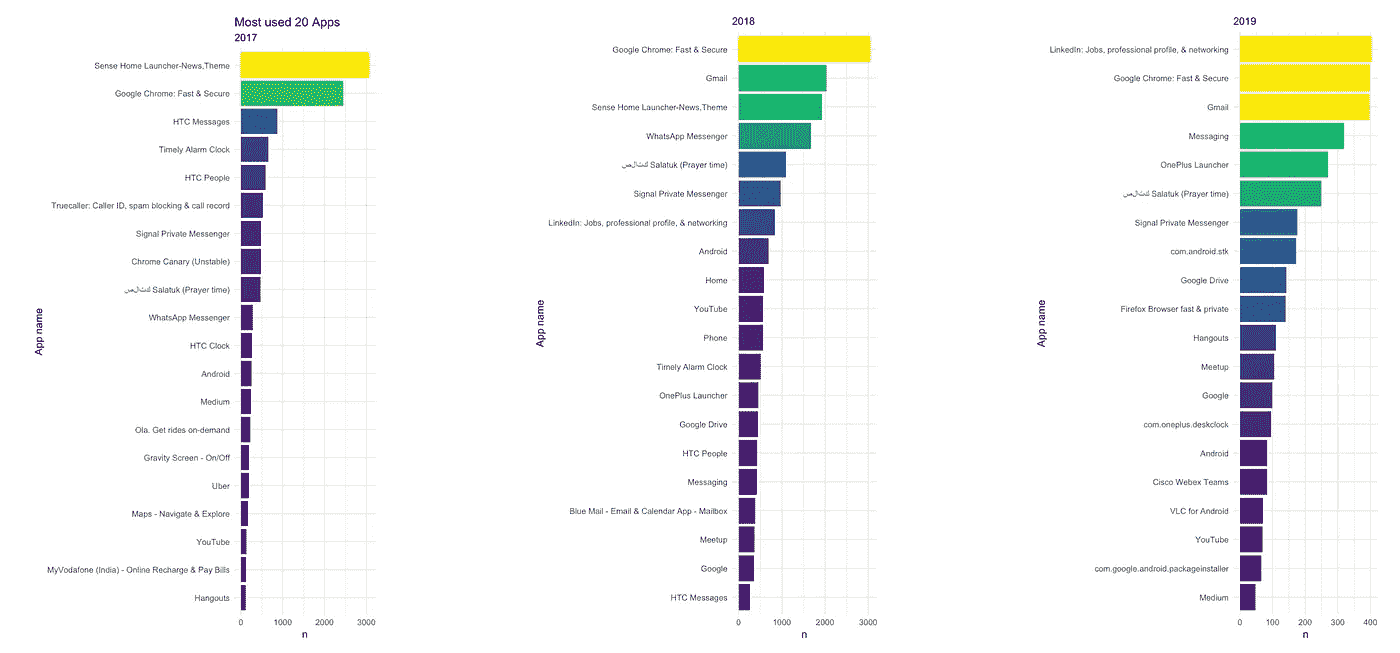 Most used 20 Apps
2017
Sense Home Launcher-News,Theme
Google Chrome: Fast & Secure
HTC Messages
Timely Alarm Clock
HTC People
Truecaller: Caller ID, spam blocking & call record
Signal Private Messenger
Chrome Canary (Unstable)
Salatuk (Prayer time)
WhatsApp Messenger
HTC Clock
Android
Medium
Ola. Get rides on-demand
Gravity Screen - On/Off
Uber
Maps - Navigate & Explore
YouTube
MyVodafone (India) - Online Recharge & Pay Bills
Hangouts
App name
0 1000 2000 3000
n
2018
Google Chrome: Fast & Secure
Gmail
Sense Home Launcher-News,Theme
WhatsApp Messenger
Salatuk (Prayer time)
Signal Private Messenger
LinkedIn: Jobs, professional profile, & networking
Android
Home
YouTube
Phone
Timely Alarm Clock
OnePlus Launcher
Google Drive
HTC People
Messaging
Blue Mail - Email & Calendar App - Mailbox
Meetup
Google
HTC Messages
App name
0 1000 2000 3000
n
2019
LinkedIn: Jobs, professional profile, & networking
Google Chrome: Fast & Secure
Gmail
Messaging
OnePlus Launcher
Salatuk (Prayer time)
Signal Private Messenger
com.android.stk
Google Drive
Firefox Browser fast & private
Hangouts
Meetup
Google
com.oneplus.deskclock
Android
Cisco Webex Teams
VLC for Android
YouTube
com.google.android.packageinstaller
Medium
App name
0 100 200 300 400
n